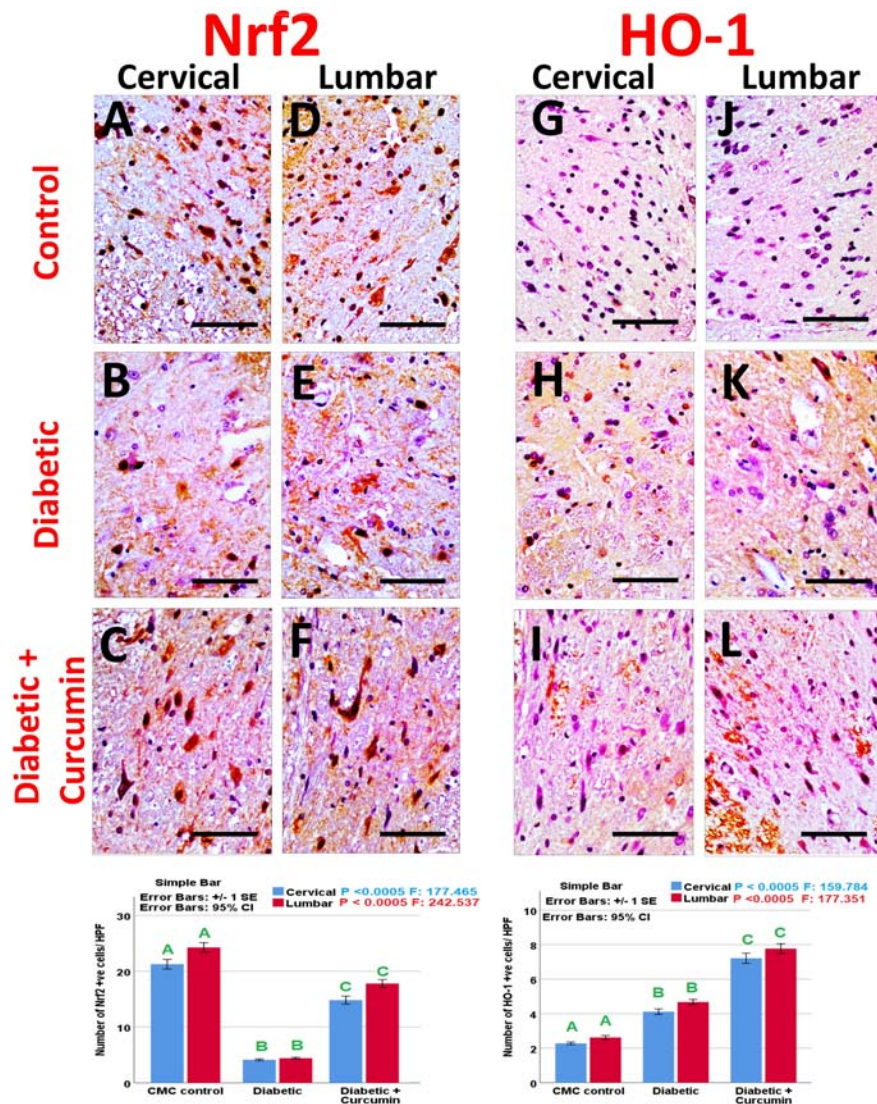 Nrf2
HO-1
Cervical
Lumbar
Cervical
Lumbar
Control
A
D
G
J
Diabetic
B
E
H
K
Diabetic +
Curcumin
C
F
I
L
Simple Bar
Error Bars: +/- 1 SE
Error Bars: 95% CI
Cervical P <0.0005 F: 177.465
Lumbar P < 0.0005 F: 242.537
Number of Nrf2 +ve cells/ HPF
30
20
10
0
A
A
B
B
C
C
CMC control
Diabetic
Diabetic +
Curcumin
Simple Bar
Error Bars: +/- 1 SE
Error Bars: 95% CI
Cervical P < 0.0005 F: 159.784
Lumbar P <0.0005 F: 177.351
Number of HO-1 +ve cells/ HPF
10
8
6
4
2
0
A
A
B
B
C
C
CMC control
Diabetic
Diabetic +
Curcumin